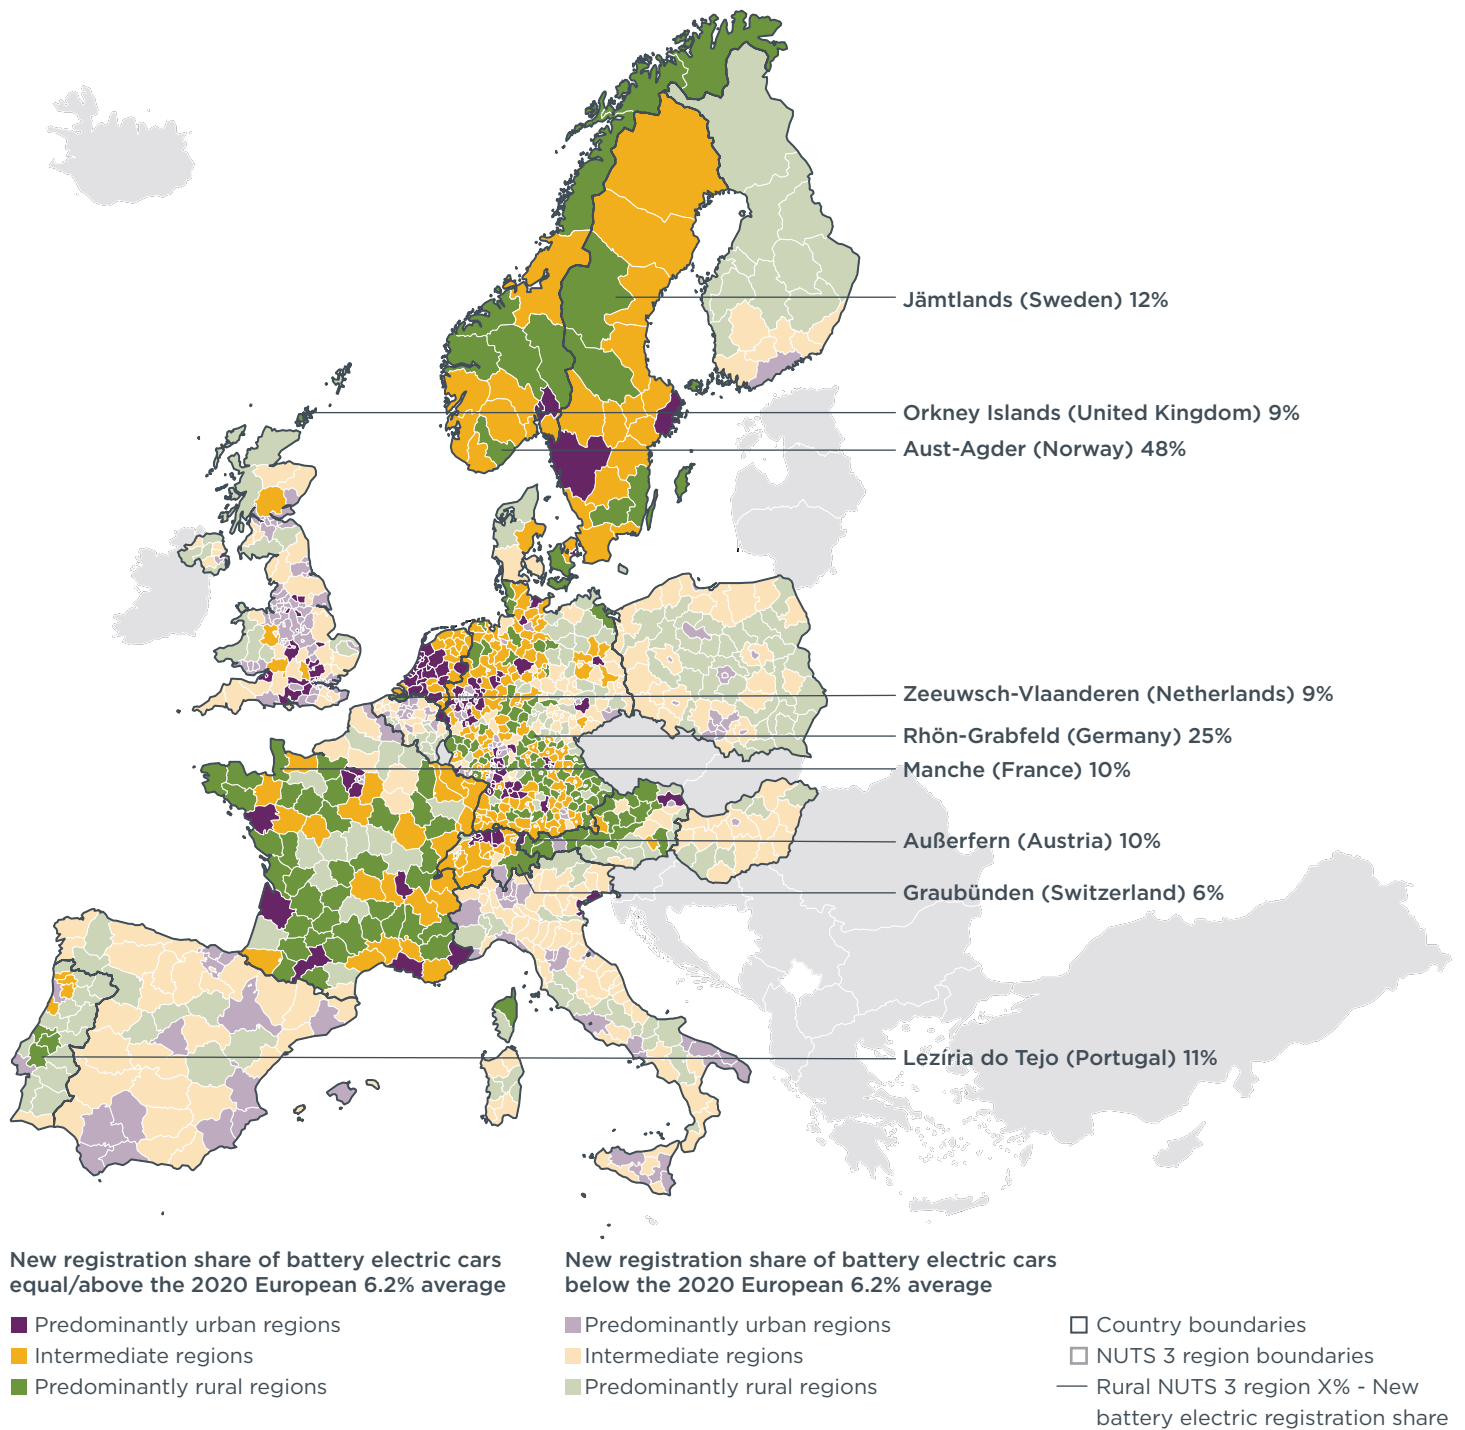 Jämtlands (Sweden) 12%
Orkney Islands (United Kingdom) 9%
Aust-Agder (Norway) 48%
Zeeuwsch-Vlaanderen (Netherlands) 9%
Rhön-Grabfeld (Germany) 25%
Manche (France) 10%
Außerfern (Austria) 10%
Graubünden (Switzerland) 6%
Lezíria do Tejo (Portugal) 11%
New registration share of battery electric cars
equal/above the 2020 European 6.2% average
Predominantly urban regions
Intermediate regions
Predominantly rural regions
New registration share of battery electric cars
below the 2020 European 6.2% average
Predominantly urban regions
Intermediate regions
Predominantly rural regions
Country boundaries
NUTS 3 region boundaries
Rural NUTS 3 region X% - New
battery electric registration share